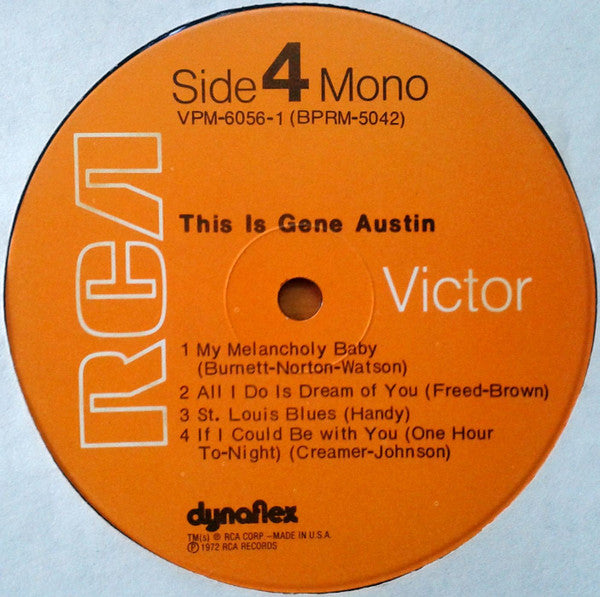 Side 4 Mono
VPM-6056-1 (BPRM-5042)
RCA
This Is Gene Austin
Victor
1 My Melancholy Baby
(Burnett-Norton-Watson)
2 All I Do Is Dream of You (Freed-Brown)
3 St. Louis Blues (Handy)
4 If I Could Be with You (One Hour
To-Night) (Creamer-Johnson)
dynaflex
TM(s) ® RCA CORP –MADE IN U.S.A.
℗ 1972 RCA RECORDS